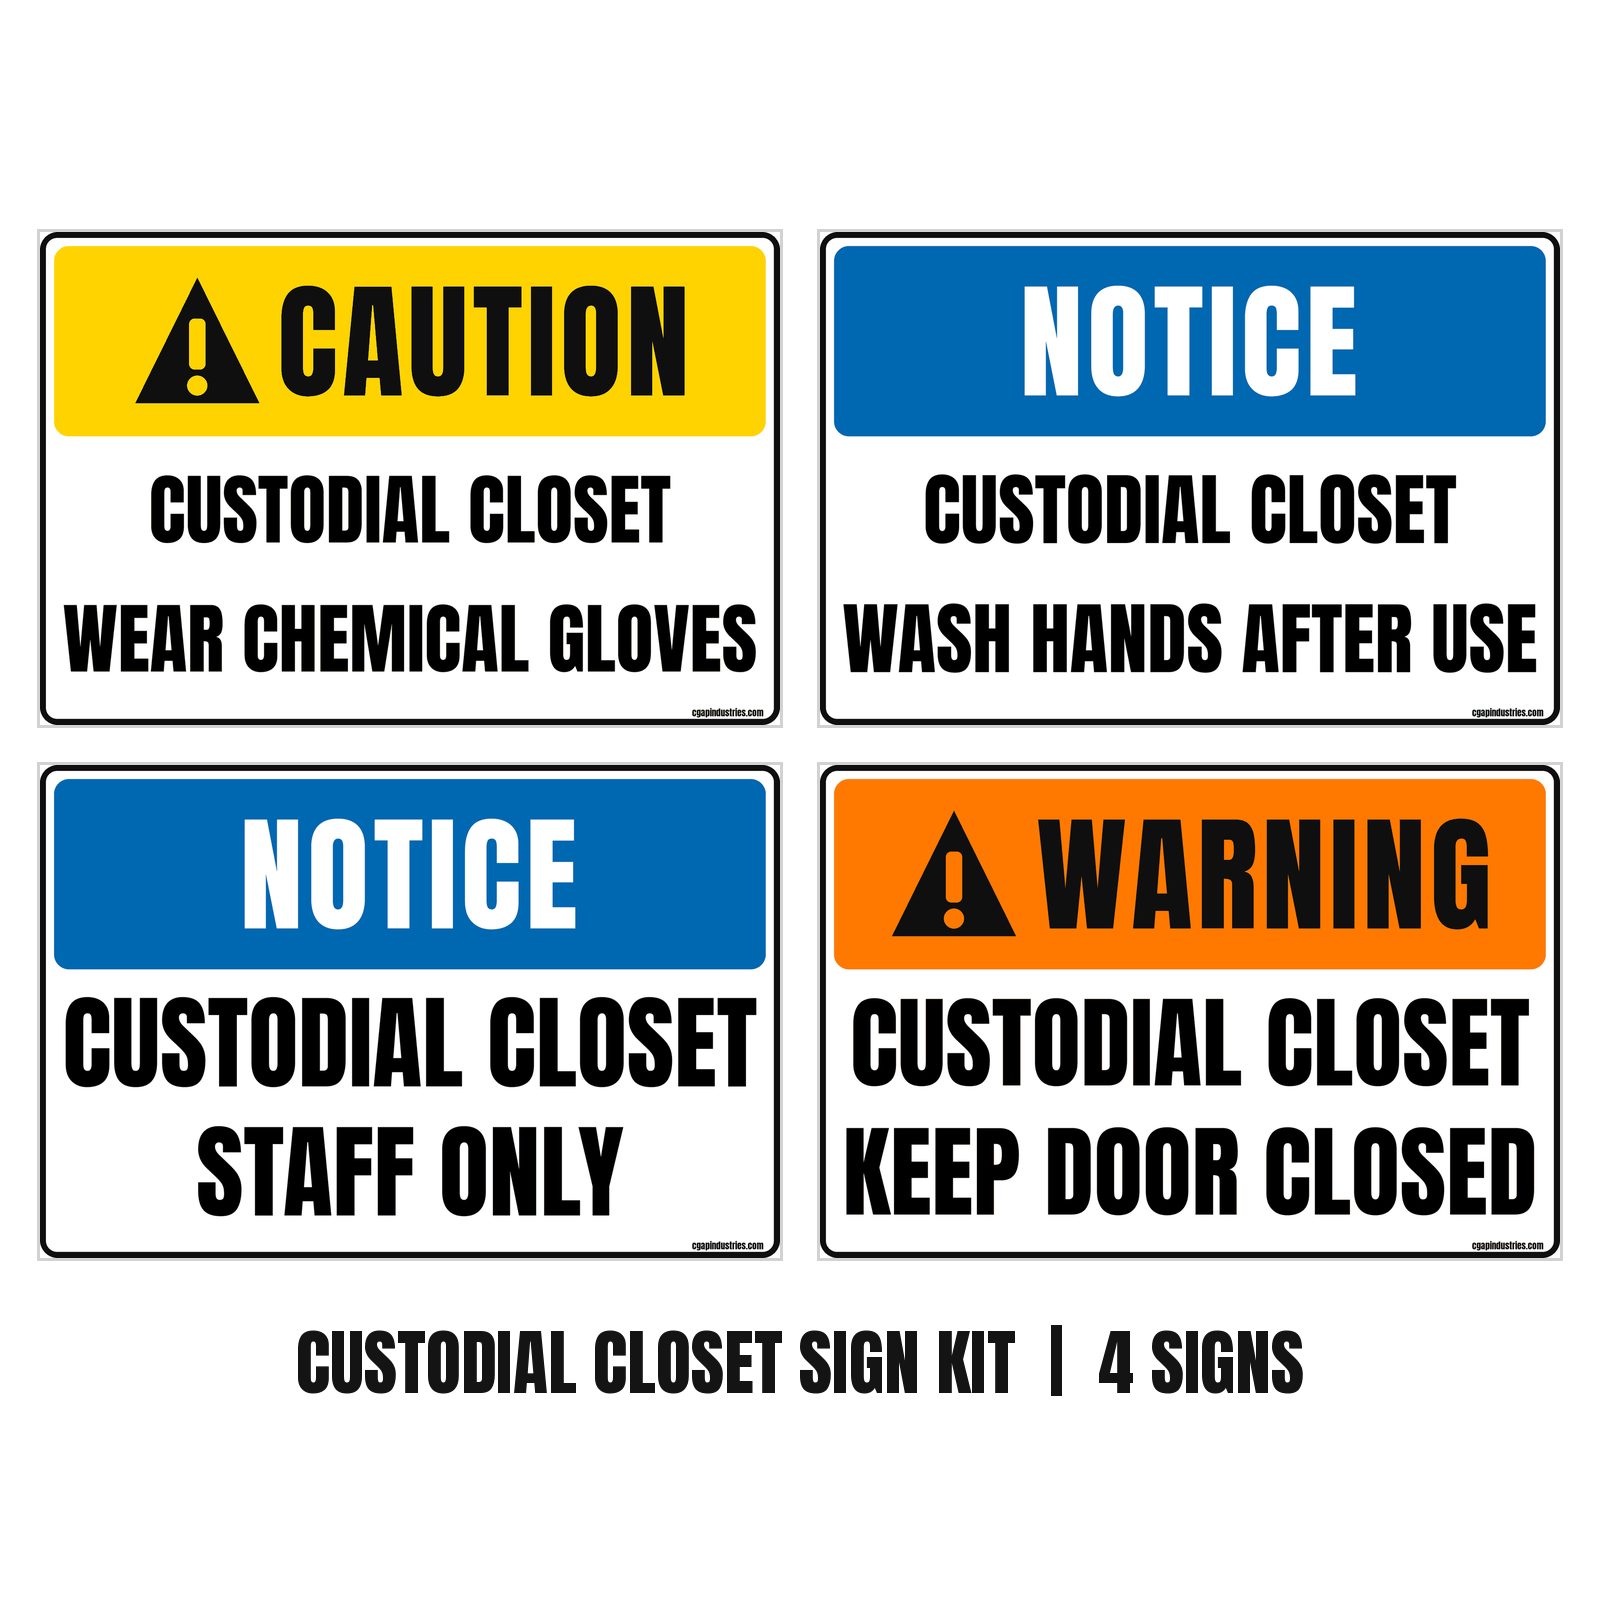 CAUTION
CUSTODIAL CLOSET
WEAR CHEMICAL GLOVES
cgapindustries.com
NOTICE
CUSTODIAL CLOSET
WASH HANDS AFTER USE
cgapindustries.com
NOTICE
CUSTODIAL CLOSET
STAFF ONLY
cgapindustries.com
WARNING
CUSTODIAL CLOSET
KEEP DOOR CLOSED
cgapindustries.com
CUSTODIAL CLOSET SIGN KIT | 4 SIGNS